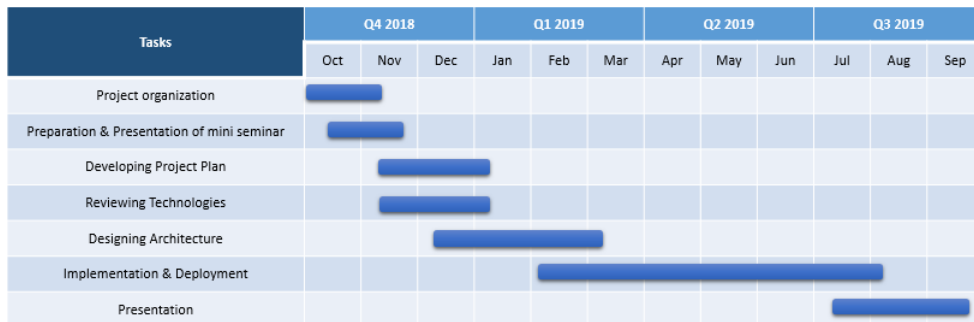 Tasks
Q4 2018 Q1 2019 Q2 2019 Q3 2019
Oct Nov Dec Jan Feb Mar Apr May Jun Jul Aug Sep
Project organization
Preparation & Presentation of mini seminar
Developing Project Plan
Reviewing Technologies
Designing Architecture
Implementation & Deployment
Presentation